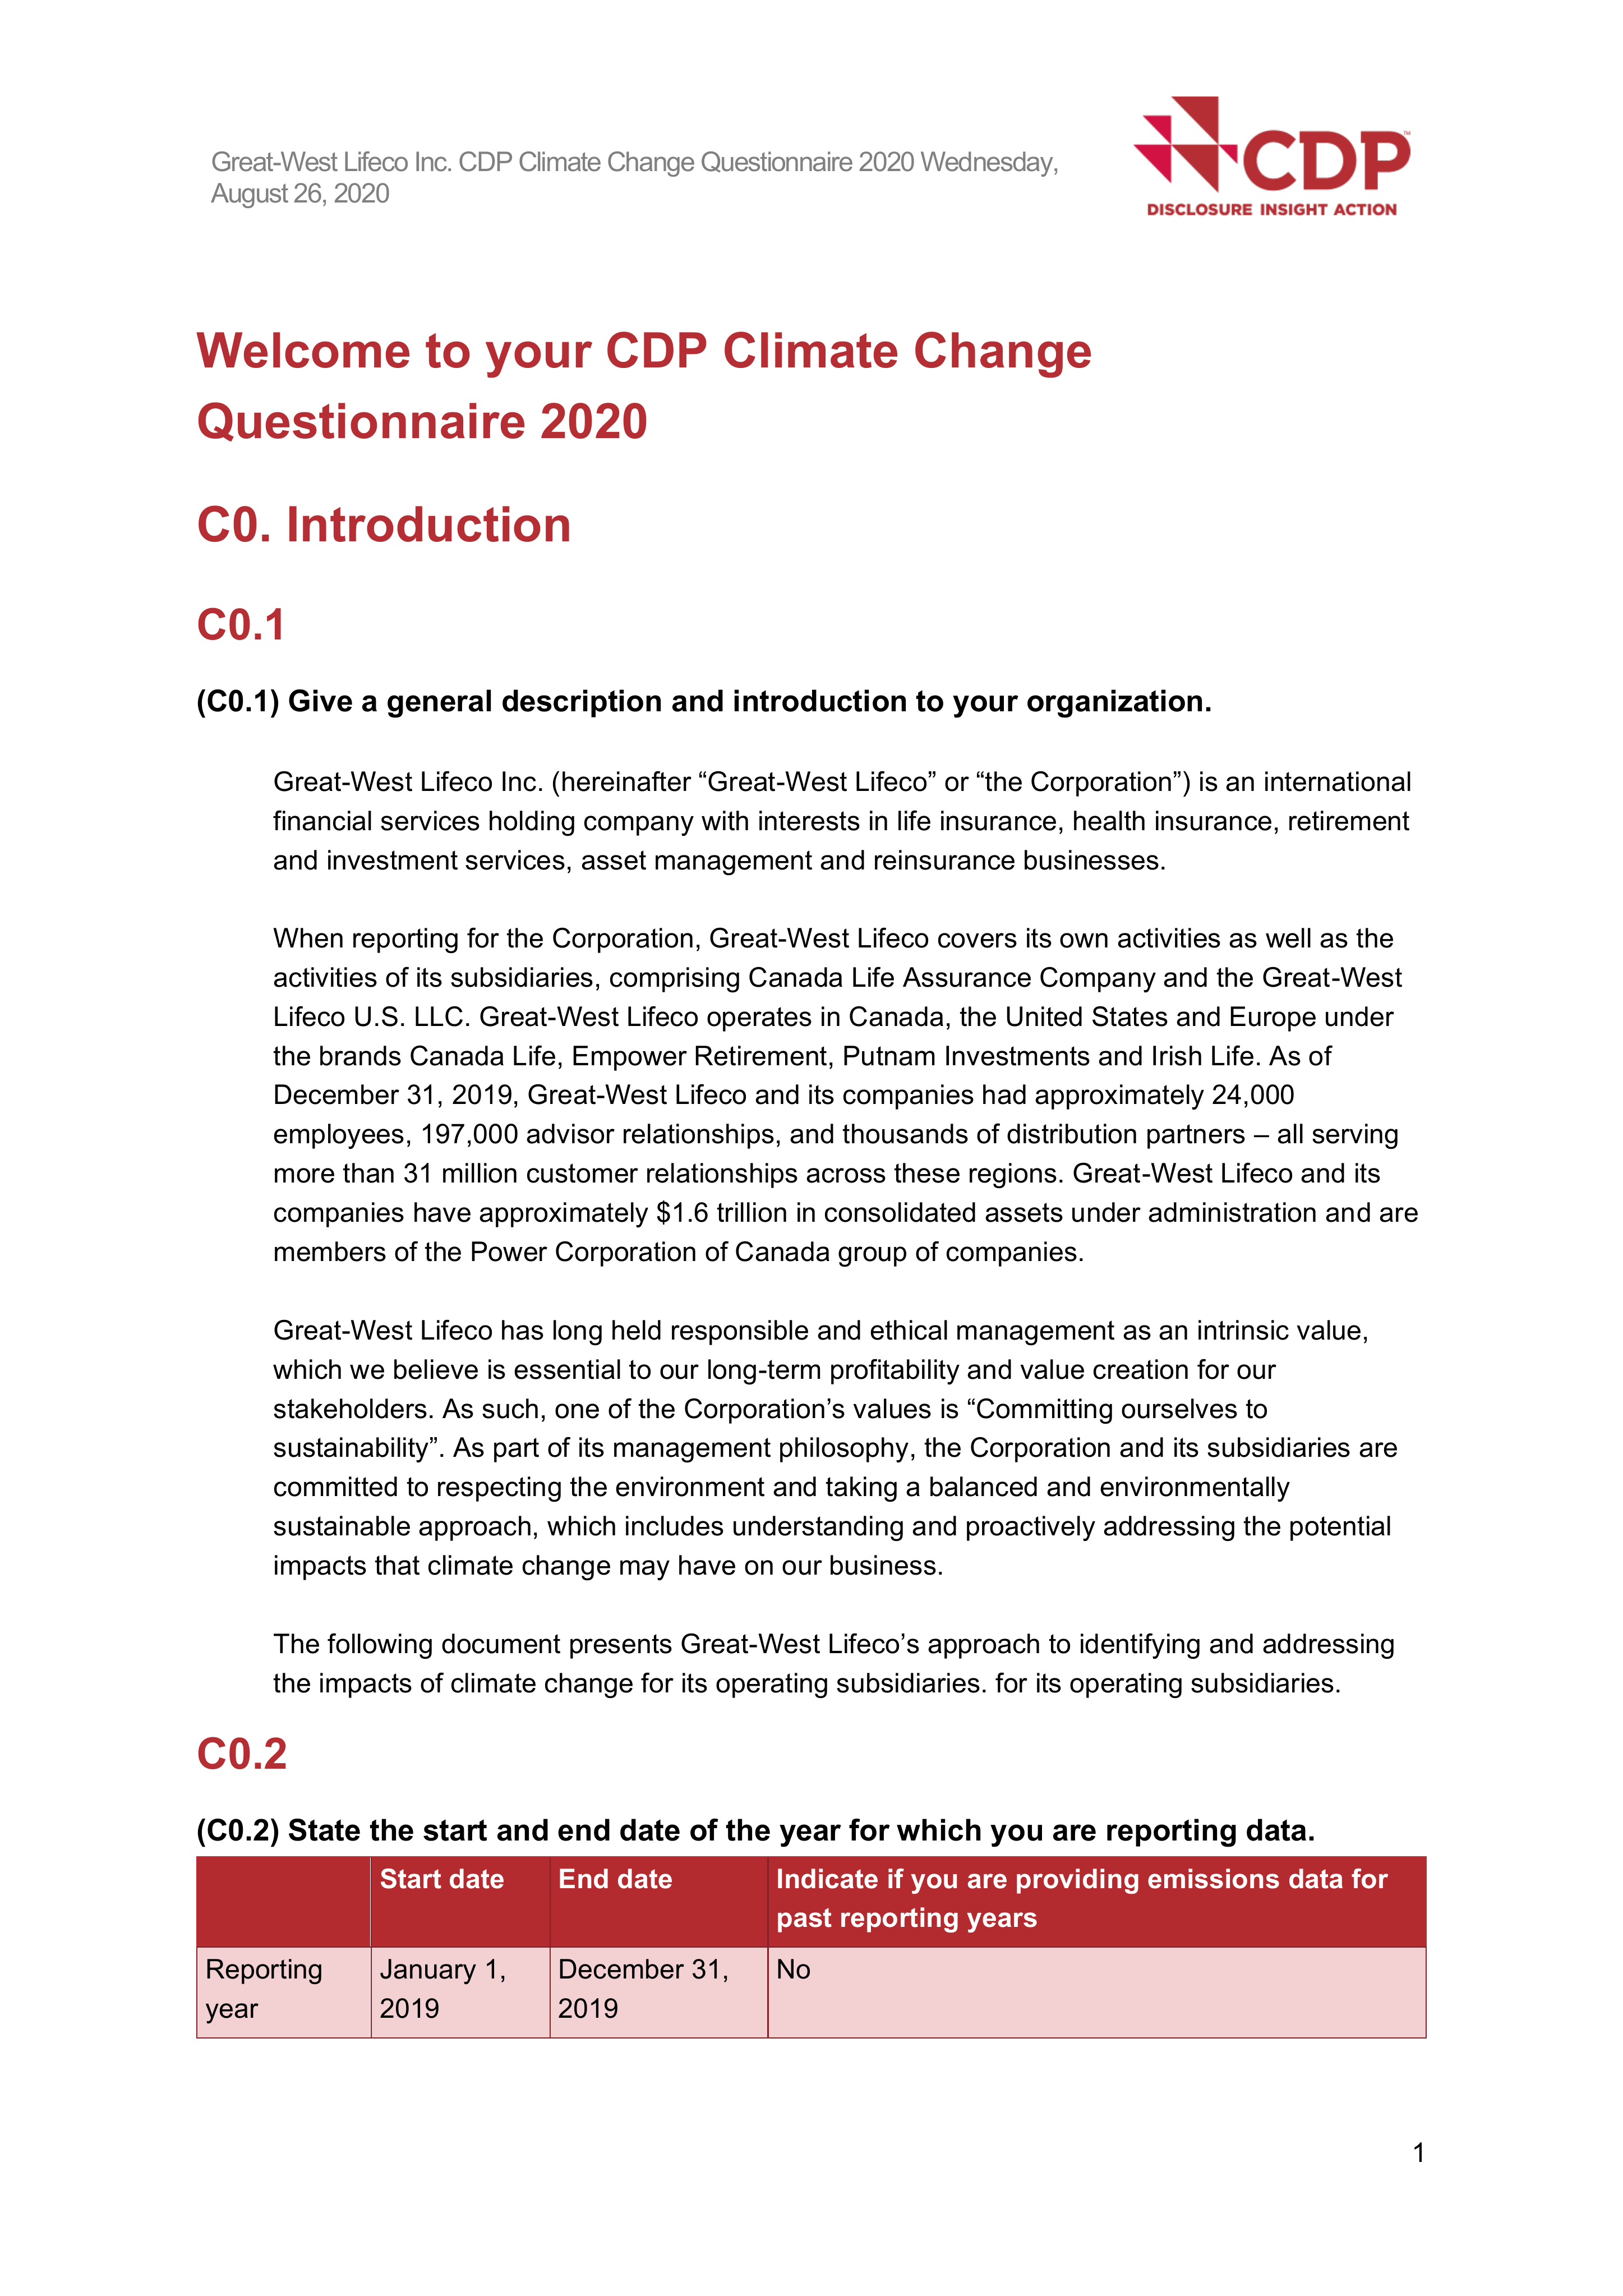 Great-West Lifeco Inc. CDP Climate Change Questionnaire 2020 Wednesday,
August 26, 2020
CDP™
DISCLOSURE INSIGHT ACTION
Welcome to your CDP Climate Change
Questionnaire 2020
C0. Introduction
C0.1
(C0.1) Give a general description and introduction to your organization.
Great-West Lifeco Inc. (hereinafter “Great-West Lifeco” or “the Corporation”) is an international
financial services holding company with interests in life insurance, health insurance, retirement
and investment services, asset management and reinsurance businesses.
When reporting for the Corporation, Great-West Lifeco covers its own activities as well as the
activities of its subsidiaries, comprising Canada Life Assurance Company and the Great-West
Lifeco U.S. LLC. Great-West Lifeco operates in Canada, the United States and Europe under
the brands Canada Life, Empower Retirement, Putnam Investments and Irish Life. As of
December 31, 2019, Great-West Lifeco and its companies had approximately 24,000
employees, 197,000 advisor relationships, and thousands of distribution partners – all serving
more than 31 million customer relationships across these regions. Great-West Lifeco and its
companies have approximately $1.6 trillion in consolidated assets under administration and are
members of the Power Corporation of Canada group of companies.
Great-West Lifeco has long held responsible and ethical management as an intrinsic value,
which we believe is essential to our long-term profitability and value creation for our
stakeholders. As such, one of the Corporation’s values is “Committing ourselves to
sustainability”. As part of its management philosophy, the Corporation and its subsidiaries are
committed to respecting the environment and taking a balanced and environmentally
sustainable approach, which includes understanding and proactively addressing the potential
impacts that climate change may have on our business.
The following document presents Great-West Lifeco’s approach to identifying and addressing
the impacts of climate change for its operating subsidiaries. for its operating subsidiaries.
C0.2
(C0.2) State the start and end date of the year for which you are reporting data.
Start date End date Indicate if you are providing emissions data for
past reporting years
Reporting January 1, December 31, No
year 2019 2019
1